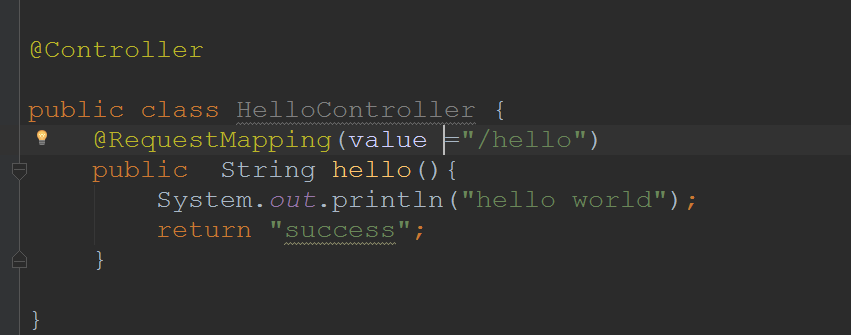 @Controller
public class HelloController {
@RequestMapping(value ="/hello")
public  String hello(){
System.out.println("hello world");
return "success";
}
}